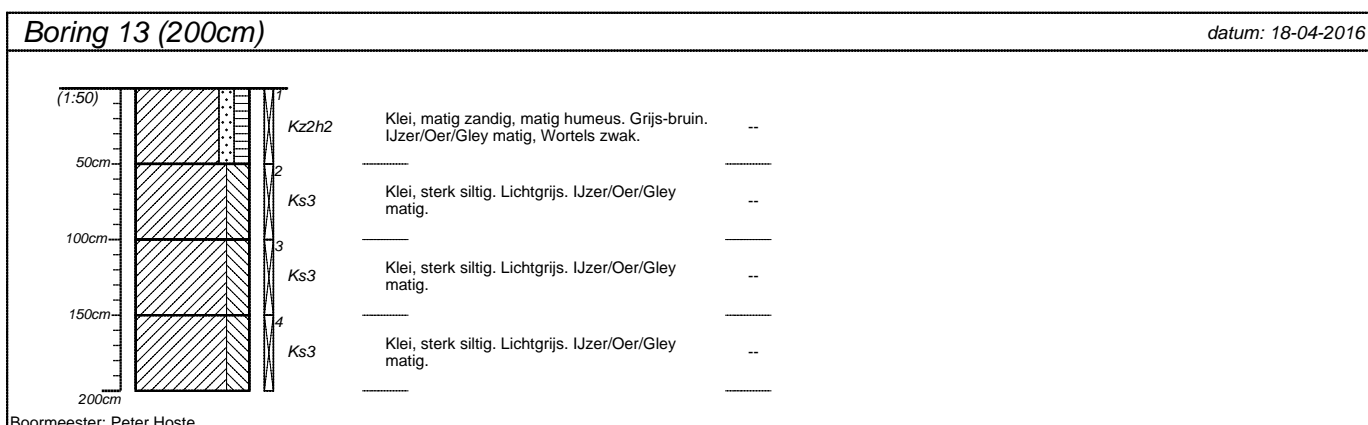 Boring 13 (200cm)
datum: 18-04-2016
(1:50)
1
Kz2h2
Klei, matig zandig, matig humeus. Grijs-bruin.
IJzer/Oer/Gley matig, Wortels zwak.
--
50cm
2
Ks3
Klei, sterk siltig. Lichtgrijs. IJzer/Oer/Gley
matig.
--
100cm
3
Ks3
Klei, sterk siltig. Lichtgrijs. IJzer/Oer/Gley
matig.
--
150cm
4
Ks3
Klei, sterk siltig. Lichtgrijs. IJzer/Oer/Gley
matig.
--
200cm
Boormeester: Peter Hoste